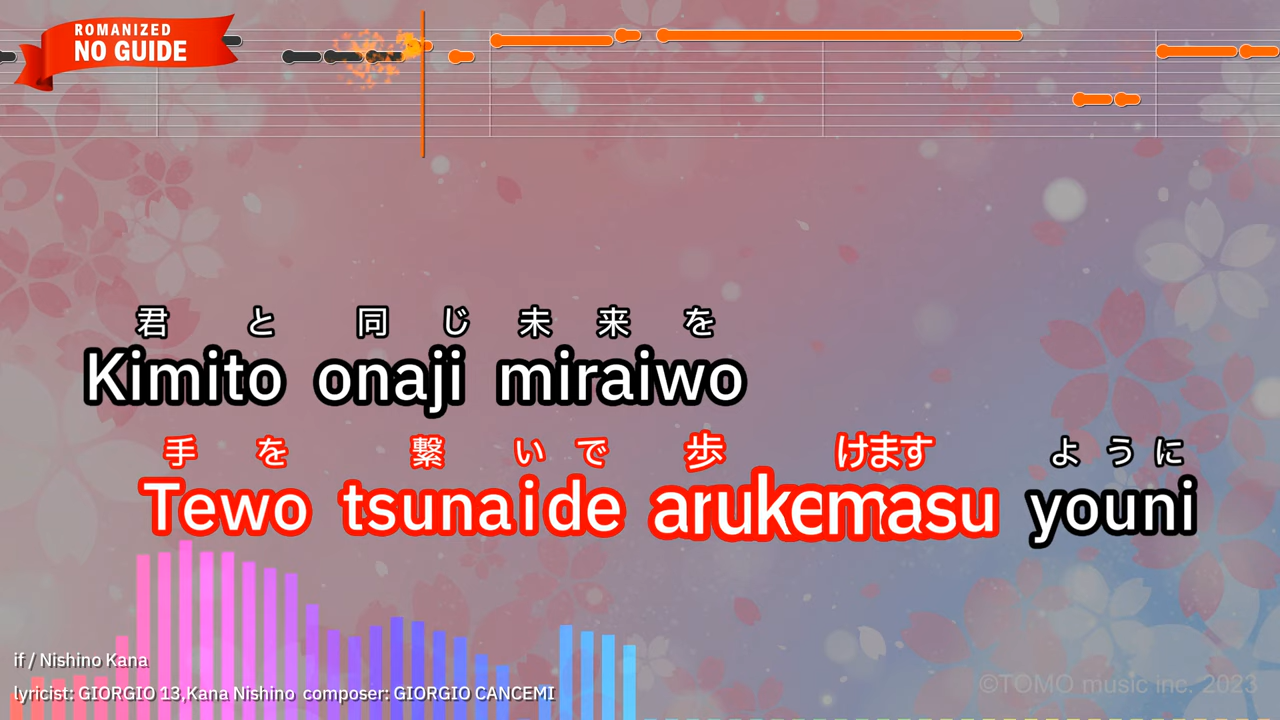 ROMANIZED
NO GUIDE
君と同じ未来を
Kimito onaji miraiwo
手を繋いで歩けますように
Tewo tsunaide arukemasu youni
if / Nishino Kana
lyricist: GIORGIO 13,Kana Nishino composer: GIORGIO CANCEMI
©TOMO music inc. 2023